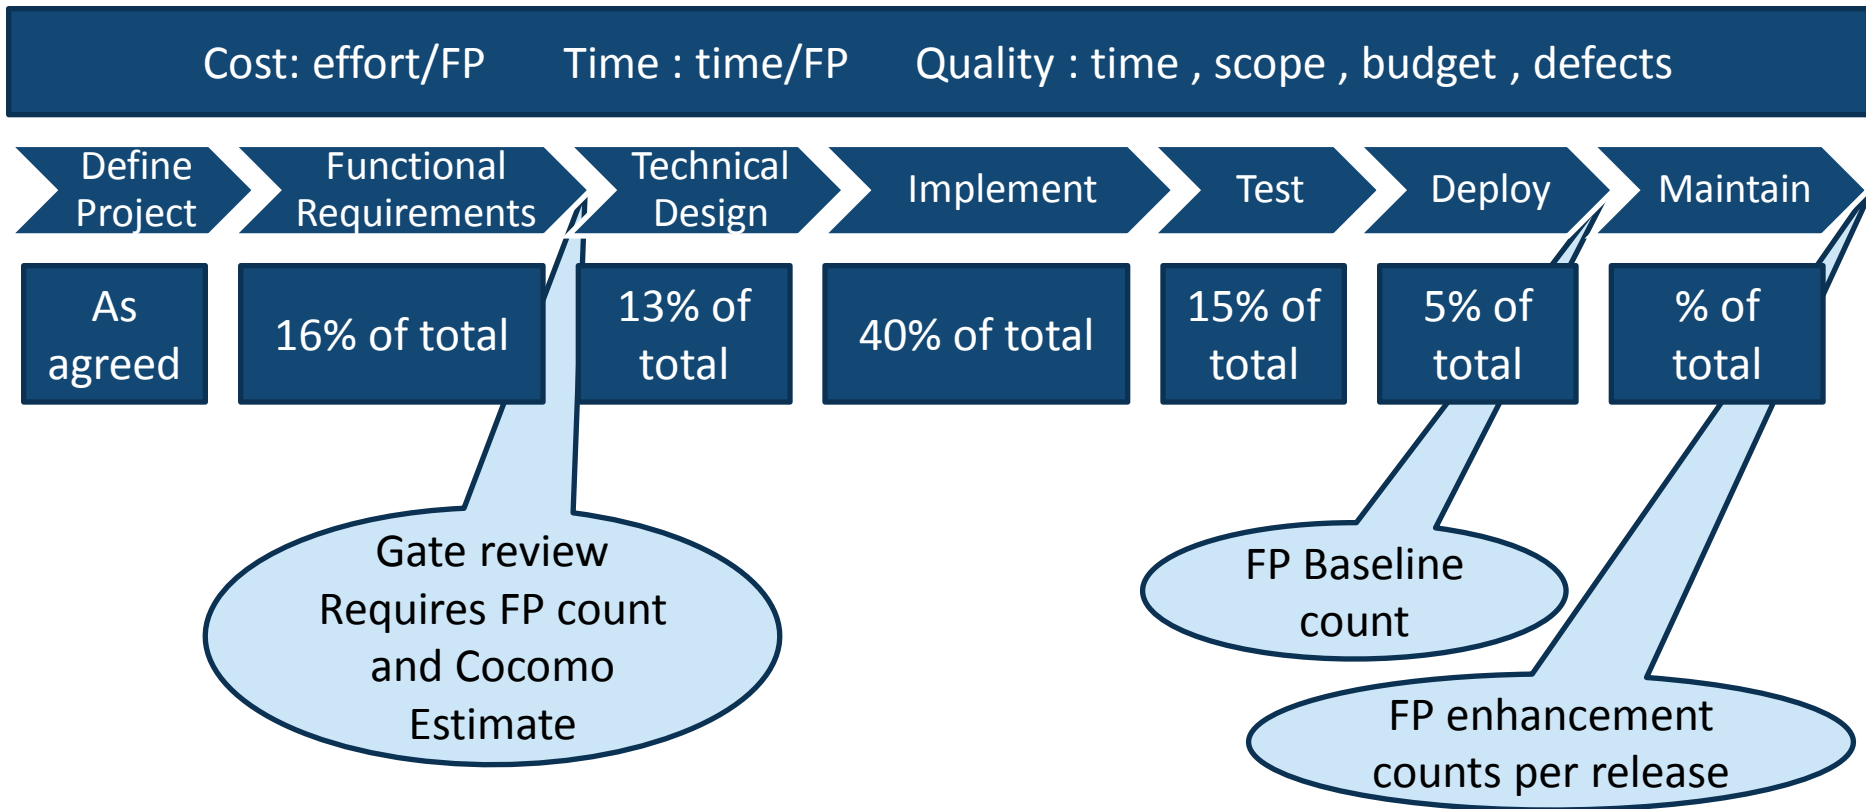 Cost: effort/FP Time : time/FP Quality : time , scope , budget , defects
Define
Project
Functional
Requirements
Technical
Design
Implement
Test
Deploy
Maintain
As
agreed
16% of total
13% of
total
40% of total
15% of
total
5% of
total
% of
total
Gate review
Requires FP count
and Cocomo
Estimate
FP Baseline
count
FP enhancement
counts per release